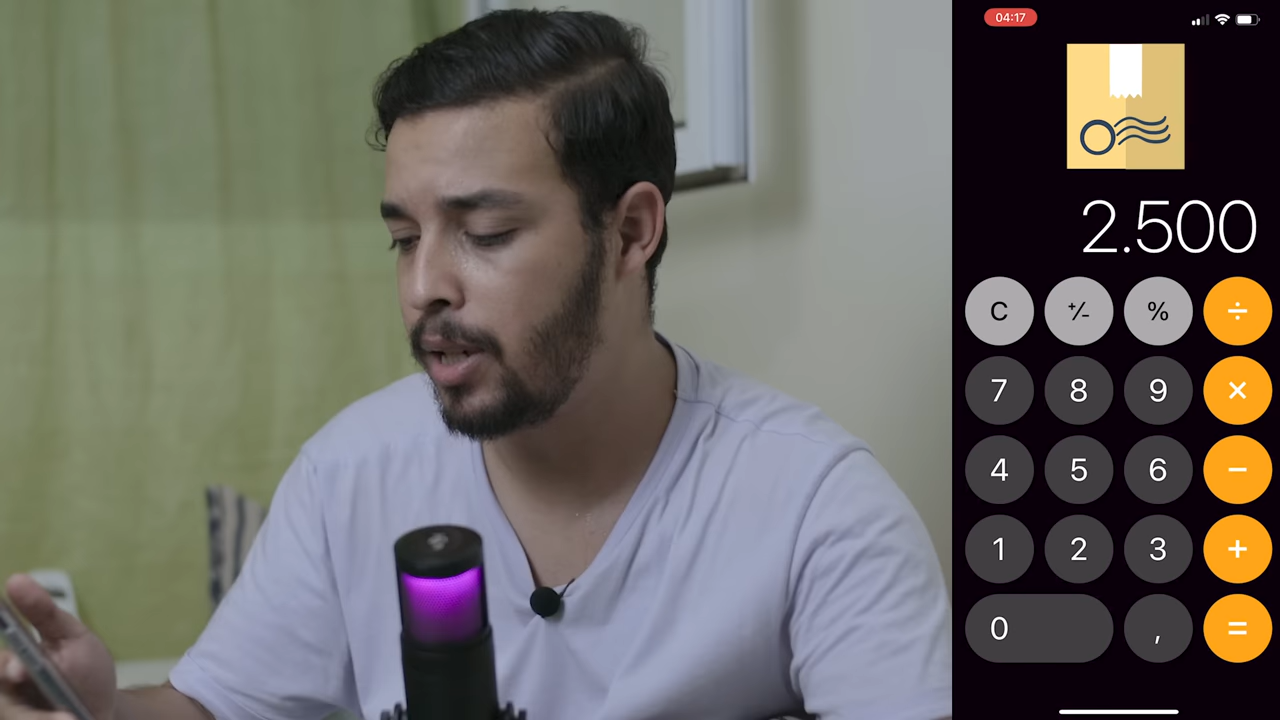 04:17
2.500
C ⁺∕₋ % ÷
7 8 9 ×
4 5 6 −
1 2 3 +
0 , =